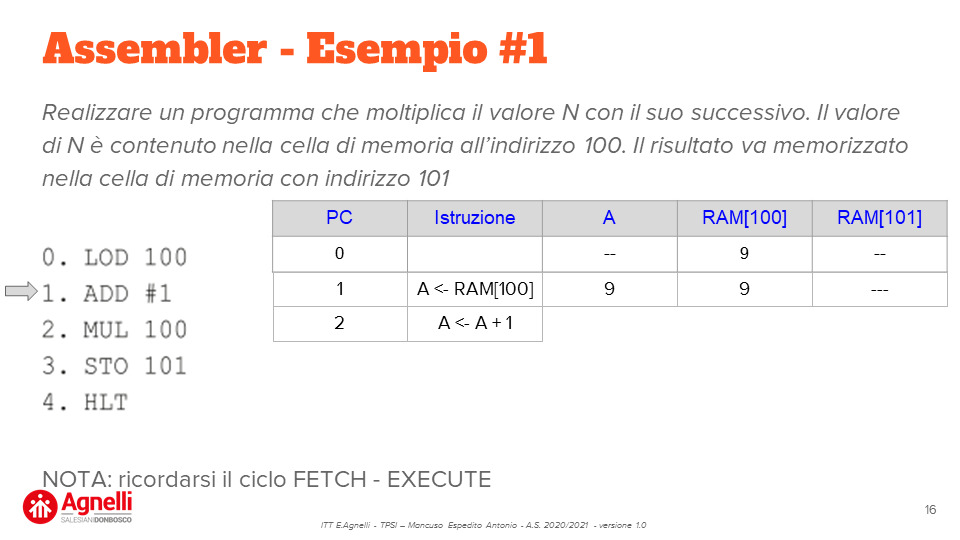 Assembler - Esempio #1
Realizzare un programma che moltiplica il valore N con il suo successivo. Il valore
di N è contenuto nella cella di memoria all’indirizzo 100. Il risultato va memorizzato
nella cella di memoria con indirizzo 101
PC Istruzione A RAM[100] RAM[101]
0 -- 9 --
1 A <- RAM[100] 9 9 ---
2 A <- A + 1
0. LOD 100
1. ADD #1
2. MUL 100
3. STO 101
4. HLT
NOTA: ricordarsi il ciclo FETCH - EXECUTE
Agnelli
SALESIANI DONBOSCO
ITT E.Agnelli - TPSI – Mancuso Espedito Antonio - A.S. 2020/2021 - versione 1.0
16